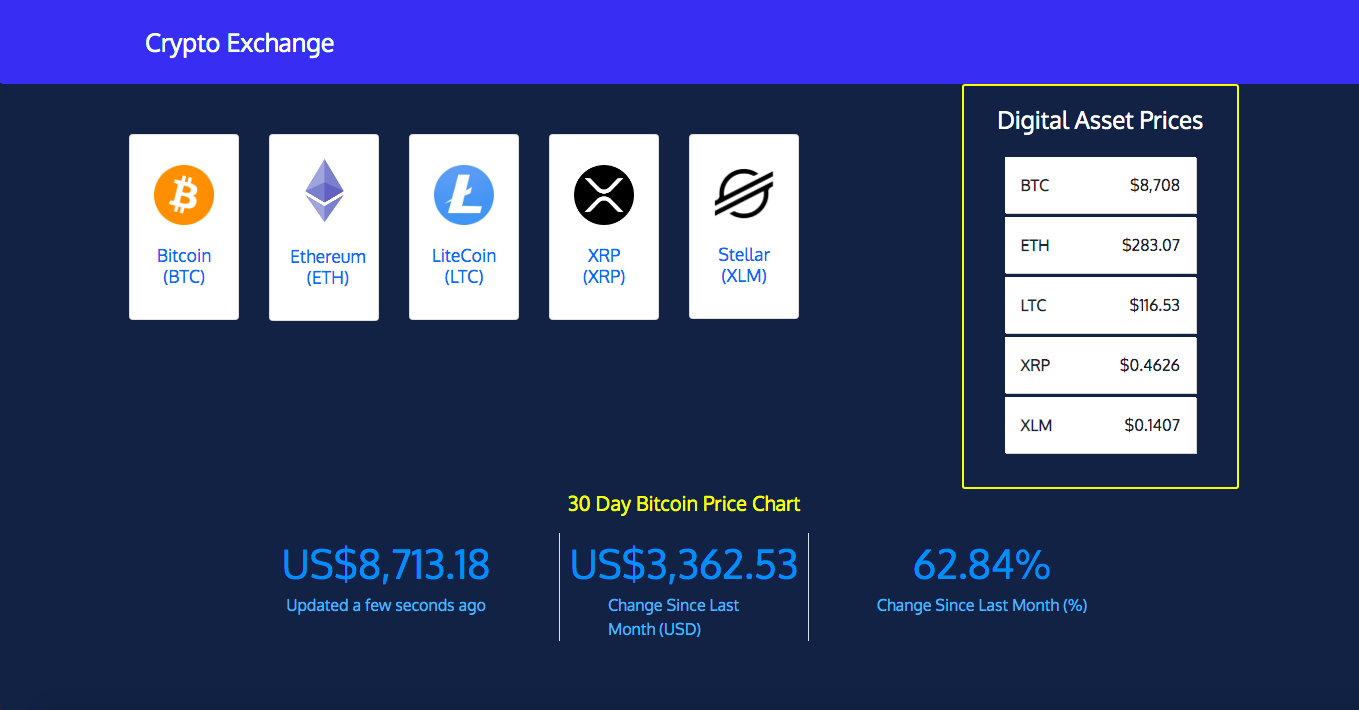 Crypto Exchange
Bitcoin
(BTC)
Ethereum
(ETH)
LiteCoin
(LTC)
XRP
(XRP)
Stellar
(XLM)
Digital Asset Prices
BTC $8,708
ETH $283.07
LTC $116.53
XRP $0.4626
XLM $0.1407
30 Day Bitcoin Price Chart
US$8,713.18
Updated a few seconds ago
US$3,362.53
Change Since Last
Month (USD)
62.84%
Change Since Last Month (%)